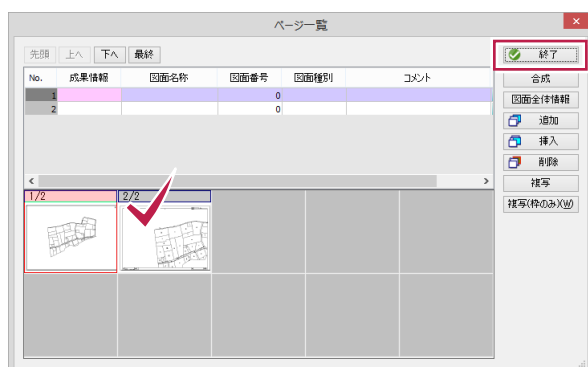 ページ一覧
先頭 上へ 下へ 最終
終了
No. 成果情報 図面名称 図面番号 図面種別 コメント
1 0
2 0
合成
図面全体情報
追加
挿入
削除
複写
複写(枠のみ)(W)
1/2 2/2